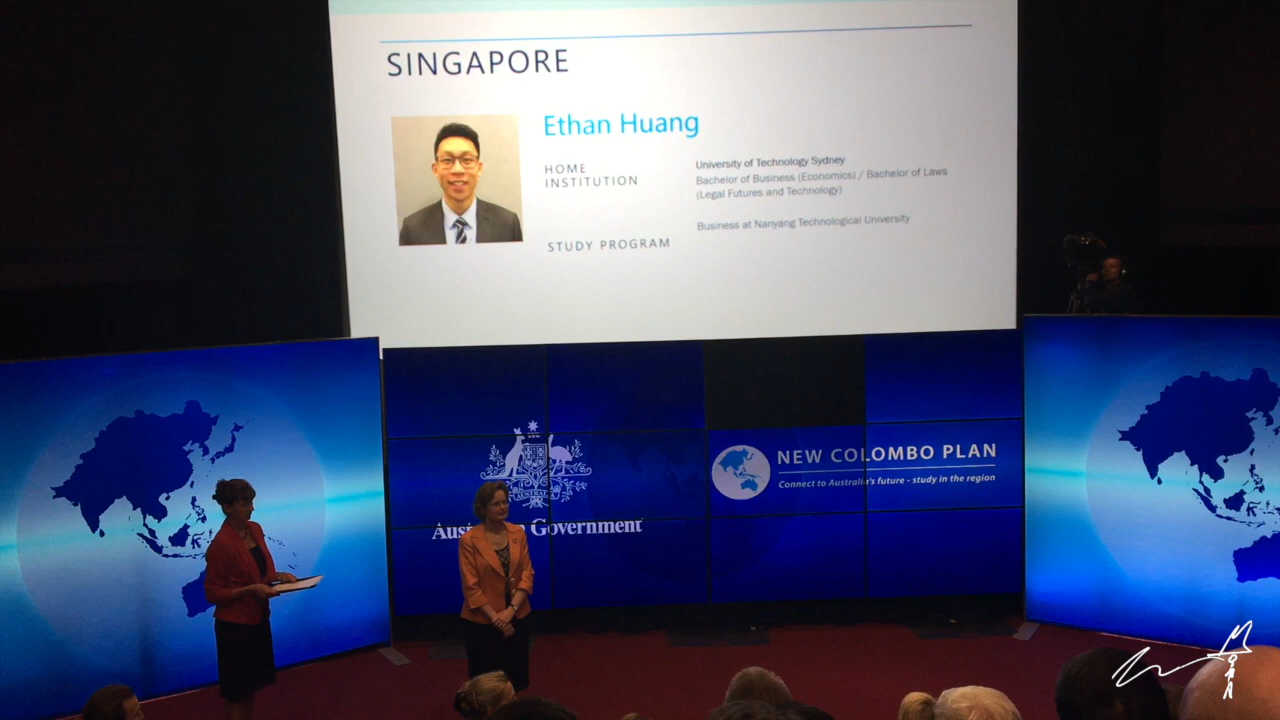 SINGAPORE
Ethan Huang
HOME
INSTITUTION
University of Technology Sydney
Bachelor of Business (Economics) / Bachelor of Laws
(Legal Futures and Technology)
STUDY PROGRAM
Business at Nanyang Technological University
NEW COLOMBO PLAN
Connect to Australia's future - study in the region
AUSTRALIA
Government